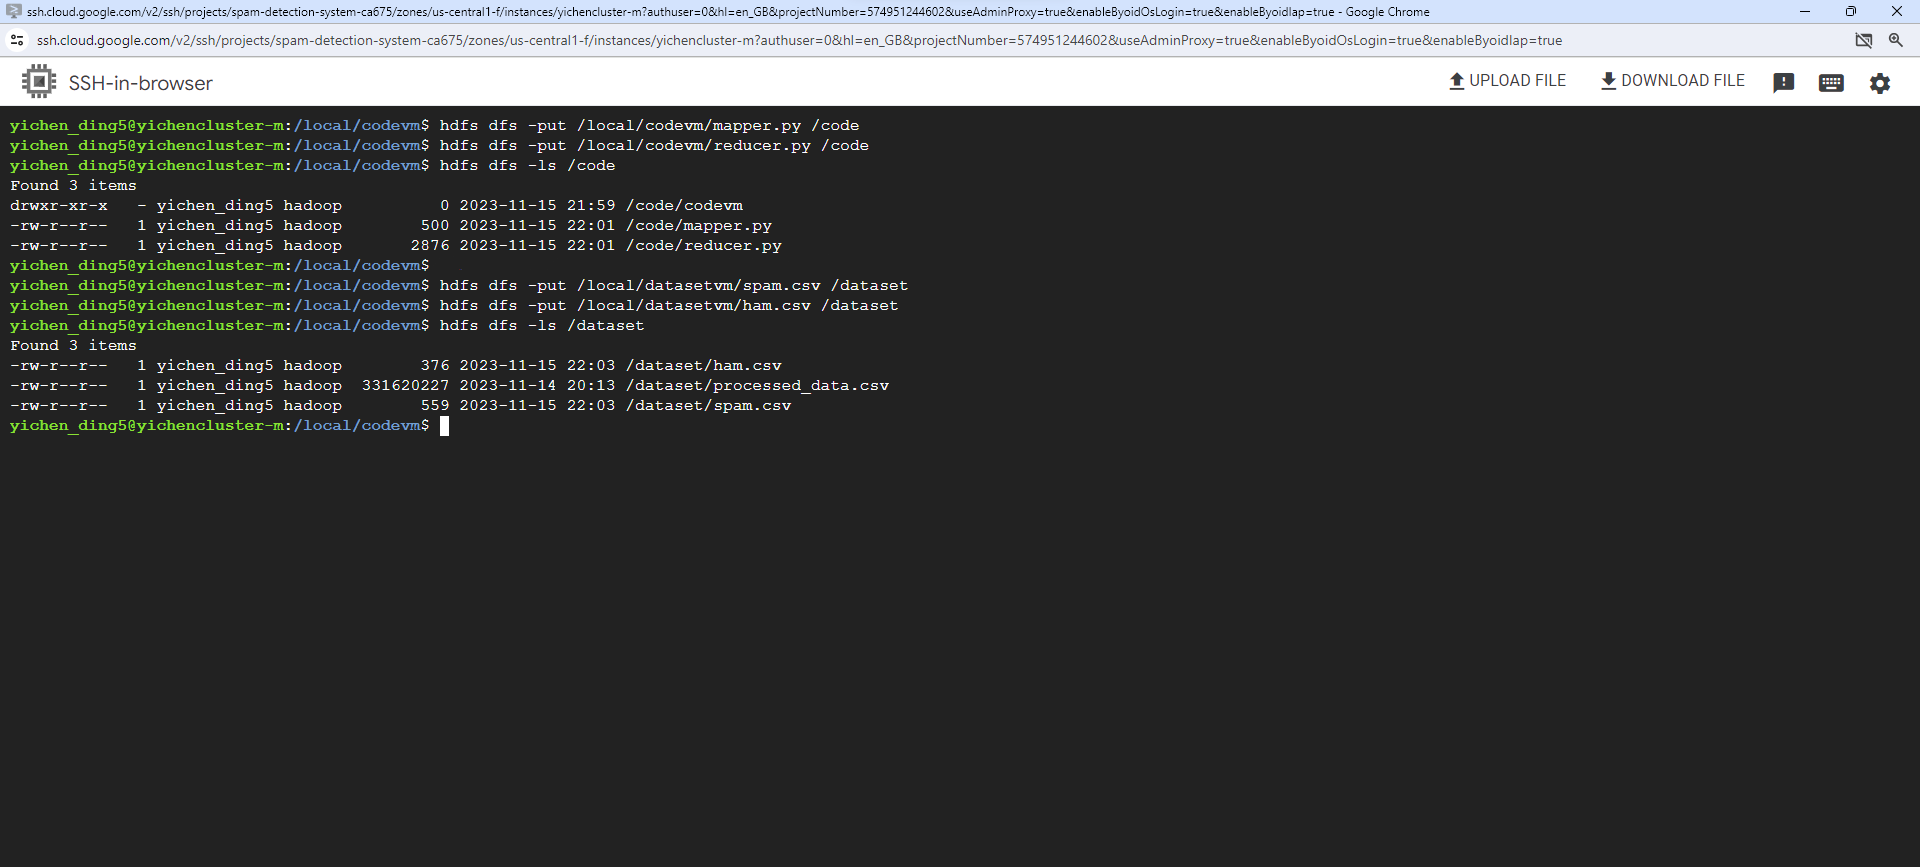 ssh.cloud.google.com/v2/ssh/projects/spam-detection-system-ca675/zones/us-central1-f/instances/yichencluster-m?authuser=0&hl=en_GB&projectNumber=574951244602&useAdminProxy=true&enableByoidOsLogin=true&enableByoidIap=true - Google Chrome
ssh.cloud.google.com/v2/ssh/projects/spam-detection-system-ca675/zones/us-central1-f/instances/yichencluster-m?authuser=0&hl=en_GB&projectNumber=574951244602&useAdminProxy=true&enableByoidOsLogin=true&enableByoidIap=true
SSH-in-browser UPLOAD FILE DOWNLOAD FILE
yichen_ding5@yichencluster-m:/local/codevm$ hdfs dfs -put /local/codevm/mapper.py /code
yichen_ding5@yichencluster-m:/local/codevm$ hdfs dfs -put /local/codevm/reducer.py /code
yichen_ding5@yichencluster-m:/local/codevm$ hdfs dfs -ls /code
Found 3 items
drwxr-xr-x   - yichen_ding5 hadoop          0 2023-11-15 21:59 /code/codevm
-rw-r--r--   1 yichen_ding5 hadoop        500 2023-11-15 22:01 /code/mapper.py
-rw-r--r--   1 yichen_ding5 hadoop       2876 2023-11-15 22:01 /code/reducer.py
yichen_ding5@yichencluster-m:/local/codevm$
yichen_ding5@yichencluster-m:/local/codevm$ hdfs dfs -put /local/datasetvm/spam.csv /dataset
yichen_ding5@yichencluster-m:/local/codevm$ hdfs dfs -put /local/datasetvm/ham.csv /dataset
yichen_ding5@yichencluster-m:/local/codevm$ hdfs dfs -ls /dataset
Found 3 items
-rw-r--r--   1 yichen_ding5 hadoop        376 2023-11-15 22:03 /dataset/ham.csv
-rw-r--r--   1 yichen_ding5 hadoop  331620227 2023-11-14 20:13 /dataset/processed_data.csv
-rw-r--r--   1 yichen_ding5 hadoop        559 2023-11-15 22:03 /dataset/spam.csv
yichen_ding5@yichencluster-m:/local/codevm$